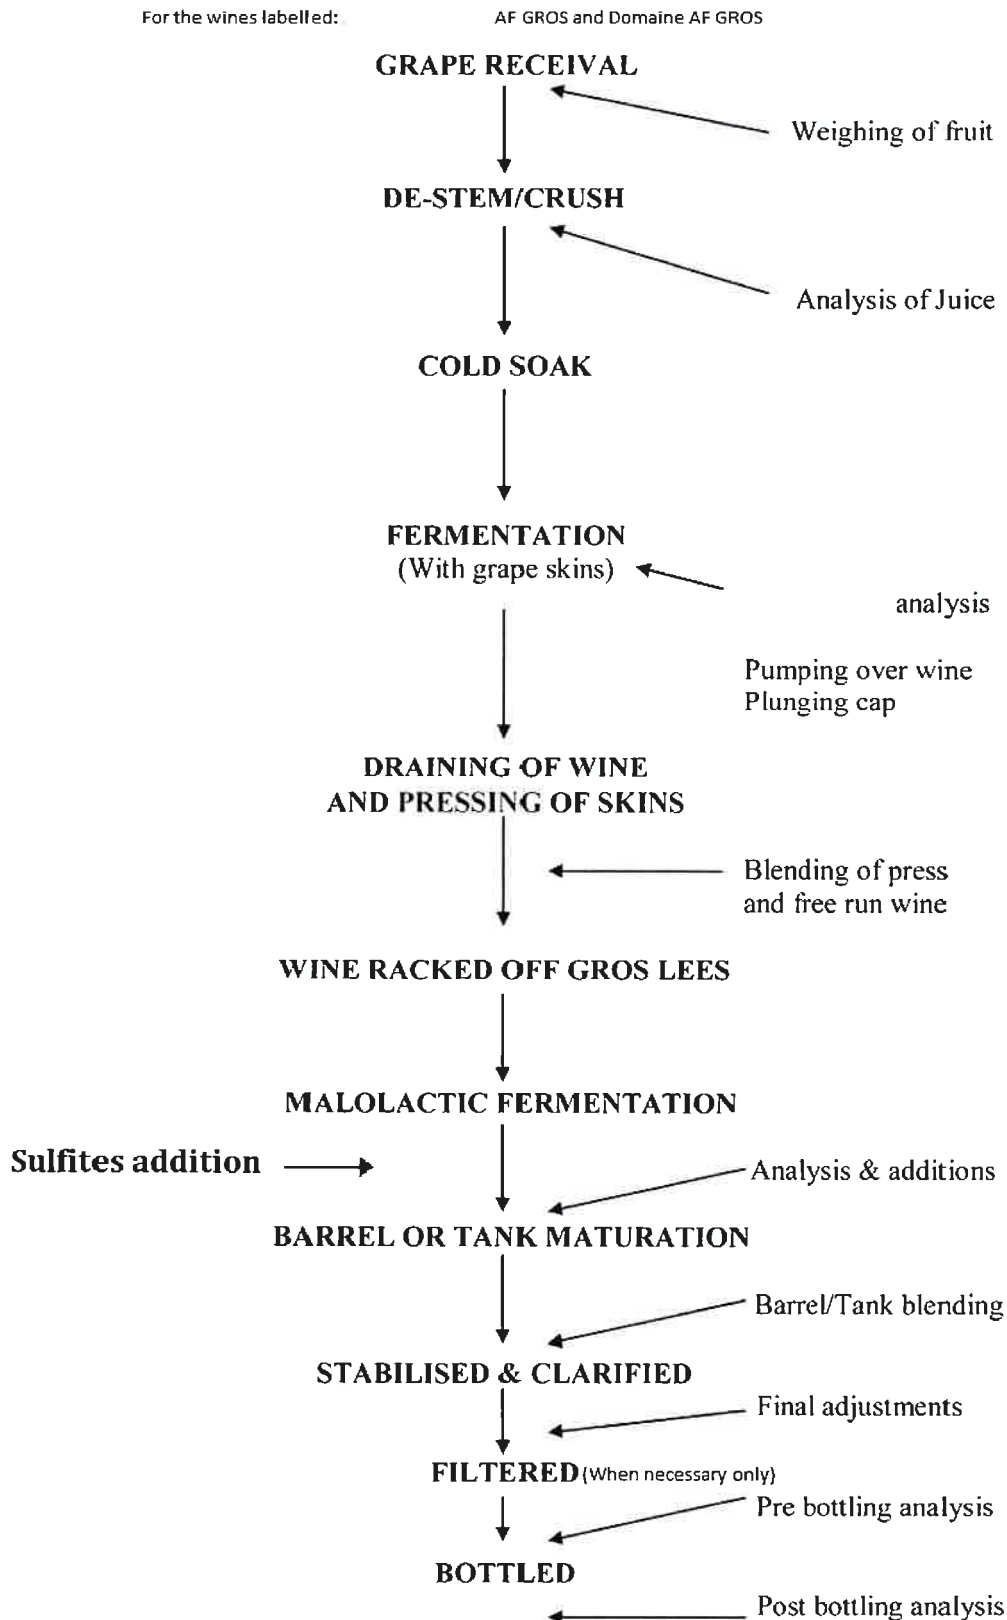 For the wines labelled: AF GROS and Domaine AF GROS
GRAPE RECEIVAL
Weighing of fruit
DE-STEM/CRUSH
Analysis of Juice
COLD SOAK
FERMENTATION
(With grape skins)
analysis
Pumping over wine
Plunging cap
DRAINING OF WINE
AND PRESSING OF SKINS
Blending of press
and free run wine
WINE RACKED OFF GROS LEES
MALOLACTIC FERMENTATION
Sulfites addition
Analysis & additions
BARREL OR TANK MATURATION
Barrel/Tank blending
STABILISED & CLARIFIED
Final adjustments
FILTERED (When necessary only)
Pre bottling analysis
BOTTLED
Post bottling analysis